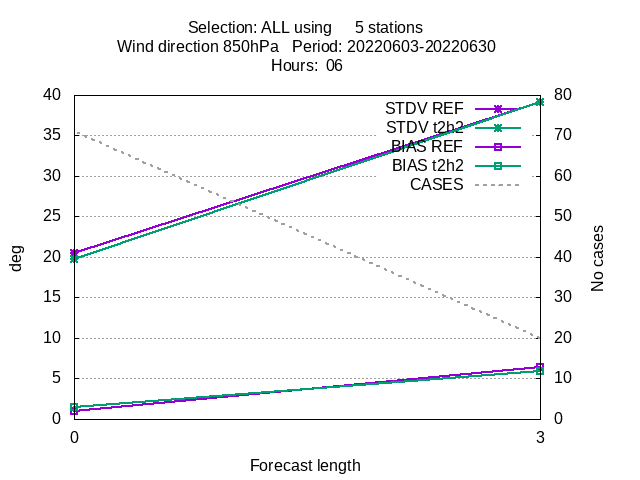 Selection: ALL using 5 stations
Wind direction 850hPa Period: 20220603-20220630
Hours: 06
40 80
STDV REF
STDV t2h2
35 70
BIAS REF
BIAS t2h2
30 60
CASES
25 50
20 40
15 30
10 20
5 10
0 0
deg
No cases
0 3
Forecast length